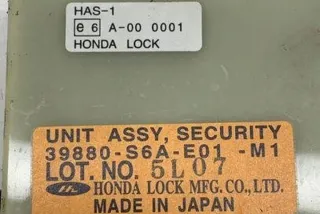 HAS-1
e 6 A-00 0001
HONDA LOCK
UNIT ASSY, SECURITY
39880-S6A-E01 -M1
LOT. NO. 5L07
HONDA LOCK MFG. CO., LTD.
MADE IN JAPAN